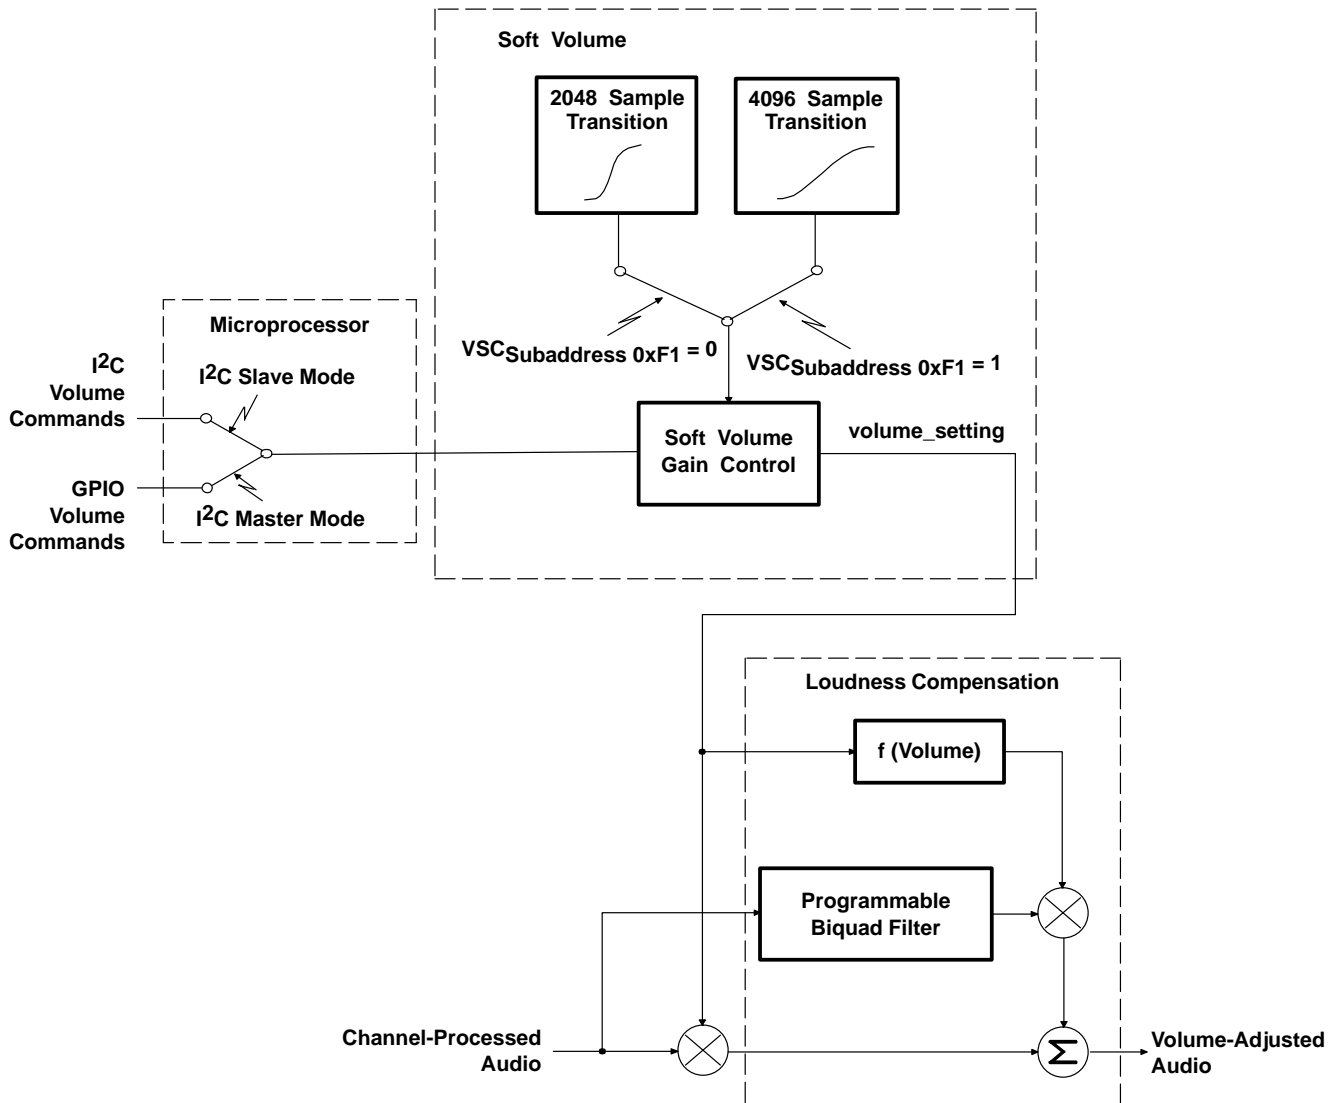 Soft Volume
2048 Sample
Transition
4096 Sample
Transition
Microprocessor
I2C Slave Mode
I2C
Volume
Commands
GPIO
Volume
Commands
I2C Master Mode
VSCSubaddress 0xF1 = 0
VSCSubaddress 0xF1 = 1
Soft Volume
Gain Control
volume_setting
Loudness Compensation
f (Volume)
Programmable
Biquad Filter
Channel-Processed
Audio
Σ
Volume-Adjusted
Audio